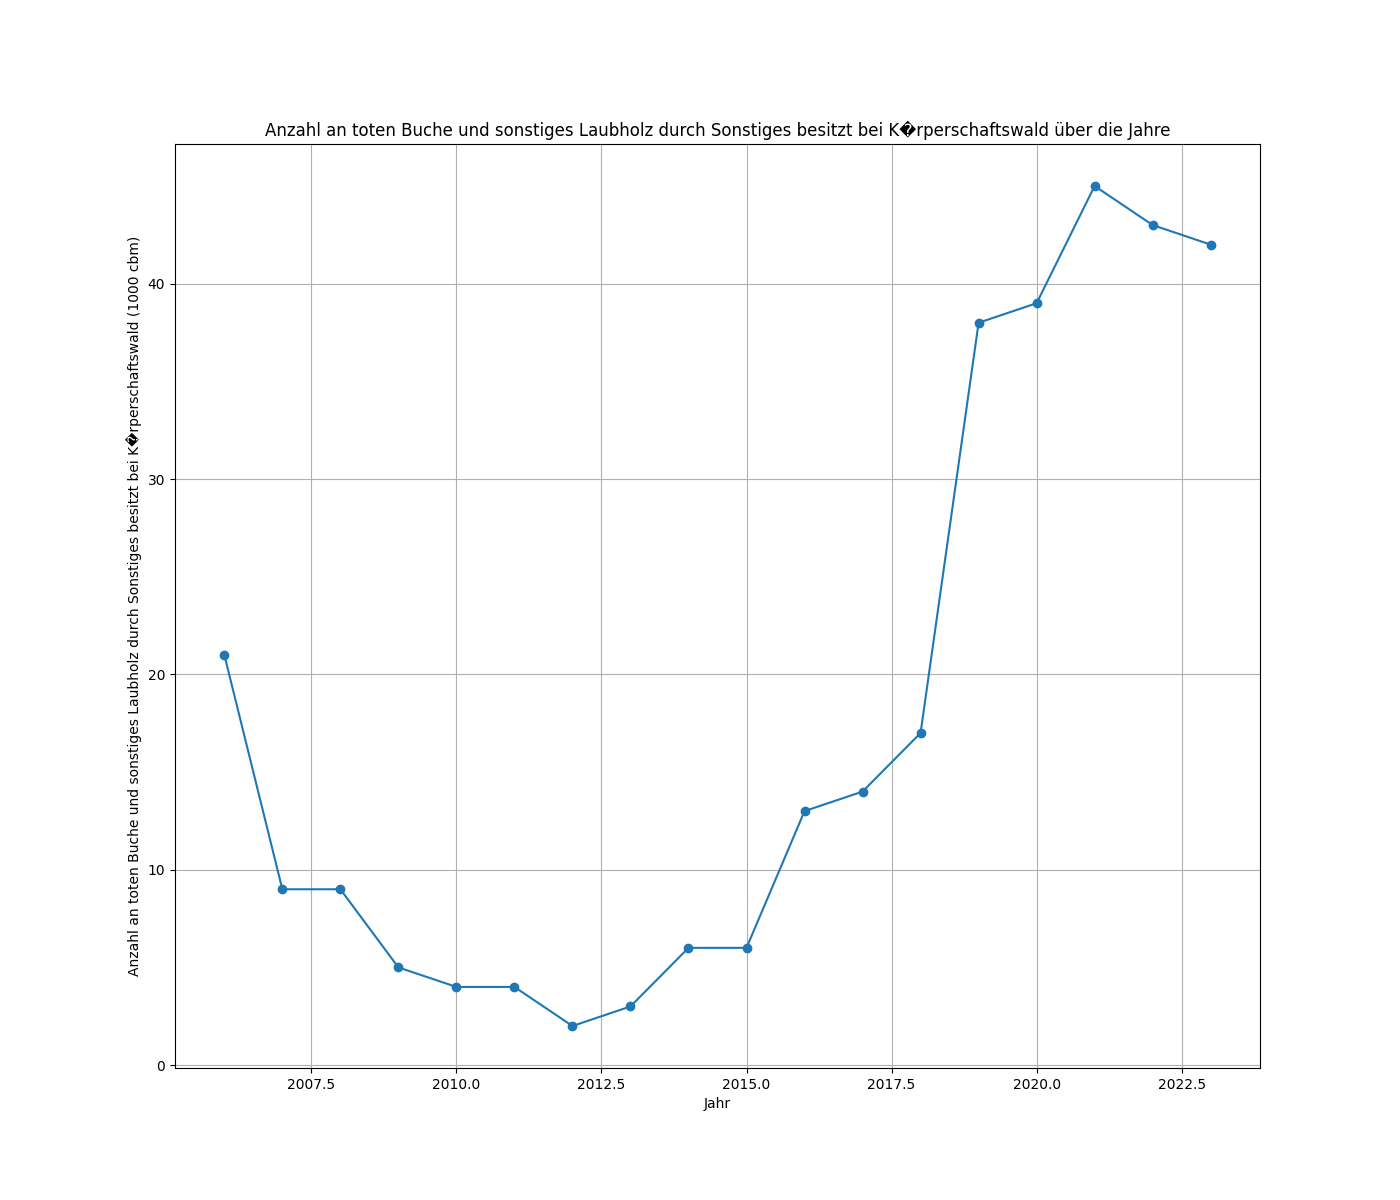 Anzahl an toten Buche und sonstiges Laubholz durch Sonstiges besitzt bei K�rperschaftswald über die Jahre
Anzahl an toten Buche und sonstiges Laubholz durch Sonstiges besitzt bei K�rperschaftswald (1000 cbm)
40
30
20
10
0
2007.5 2010.0 2012.5 2015.0 2017.5 2020.0 2022.5
Jahr